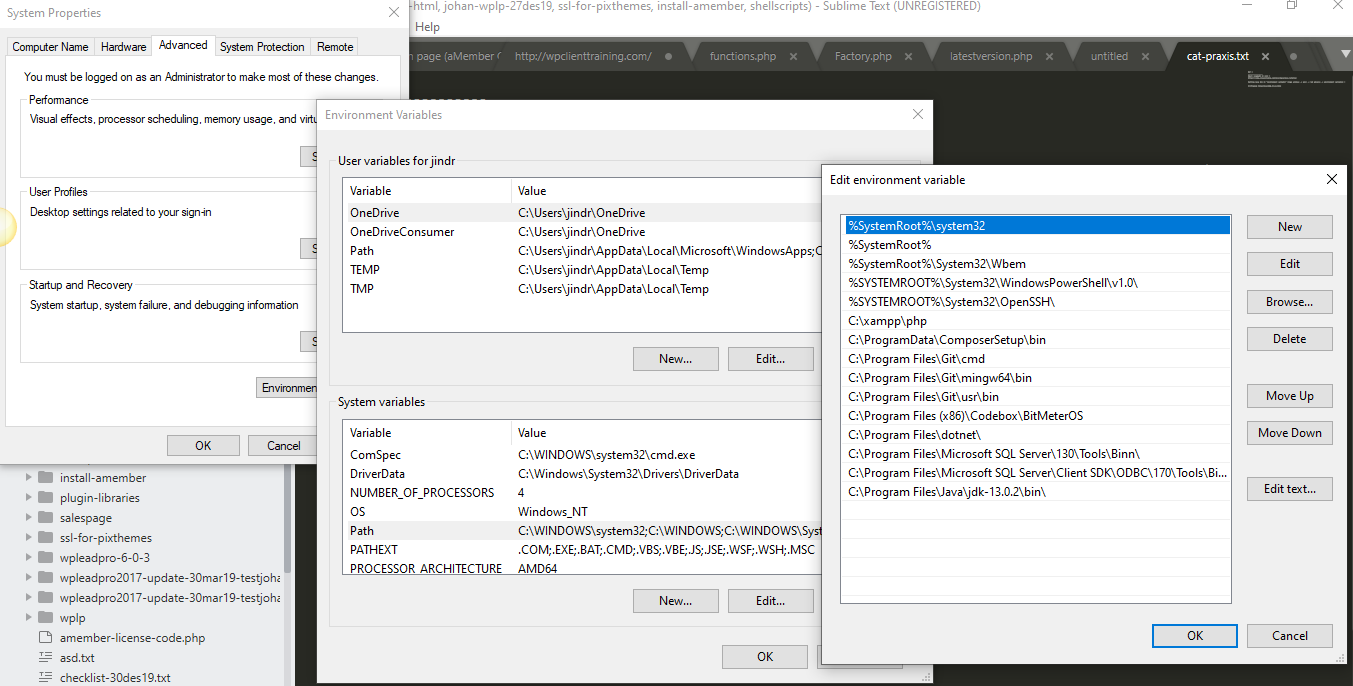 System Properties
-html, johan-wplp-27des19, ssl-for-pixthemes, install-amember, shellscripts) - Sublime Text (UNREGISTERED)
Help
Computer Name
Hardware
Advanced
System Protection
Remote
n page (aMember
http://wpclienttraining.com/
functions.php
Factory.php
latestversion.php
untitled
cat-praxis.txt
You must be logged on as an Administrator to make most of these changes.
Performance
Visual effects, processor scheduling, memory usage, and virtu
User Profiles
Desktop settings related to your sign-in
Startup and Recovery
System startup, system failure, and debugging information
Environmen
OK
Cancel
install-amember
plugin-libraries
salespage
ssl-for-pixthemes
wpleadpro-6-0-3
wpleadpro2017-update-30mar19-testjoha
wpleadpro2017-update-30mar19-testjoha
wplp
amember-license-code.php
asd.txt
checklist-30des19.txt
Environment Variables
User variables for jindr
Variable Value
OneDrive C:\Users\jindr\OneDrive
OneDriveConsumer C:\Users\jindr\OneDrive
Path C:\Users\jindr\AppData\Local\Microsoft\WindowsApps;C
TEMP C:\Users\jindr\AppData\Local\Temp
TMP C:\Users\jindr\AppData\Local\Temp
New... Edit...
System variables
Variable Value
ComSpec C:\WINDOWS\system32\cmd.exe
DriverData C:\Windows\System32\Drivers\DriverData
NUMBER_OF_PROCESSORS 4
OS Windows_NT
Path C:\WINDOWS\system32;C:\WINDOWS;C:\WINDOWS\Syst
PATHEXT .COM;.EXE;.BAT;.CMD;.VBS;.VBE;.JS;.JSE;.WSF;.WSH;.MSC
PROCESSOR_ARCHITECTURE AMD64
New... Edit...
OK
Edit environment variable
%SystemRoot%\system32
%SystemRoot%
%SystemRoot%\System32\Wbem
%SYSTEMROOT%\System32\WindowsPowerShell\v1.0\
%SYSTEMROOT%\System32\OpenSSH\
C:\xampp\php
C:\ProgramData\ComposerSetup\bin
C:\Program Files\Git\cmd
C:\Program Files\Git\mingw64\bin
C:\Program Files\Git\usr\bin
C:\Program Files (x86)\Codebox\BitMeterOS
C:\Program Files\dotnet\
C:\Program Files\Microsoft SQL Server\130\Tools\Binn\
C:\Program Files\Microsoft SQL Server\Client SDK\ODBC\170\Tools\Bi...
C:\Program Files\Java\jdk-13.0.2\bin\
New
Edit
Browse...
Delete
Move Up
Move Down
Edit text...
OK
Cancel